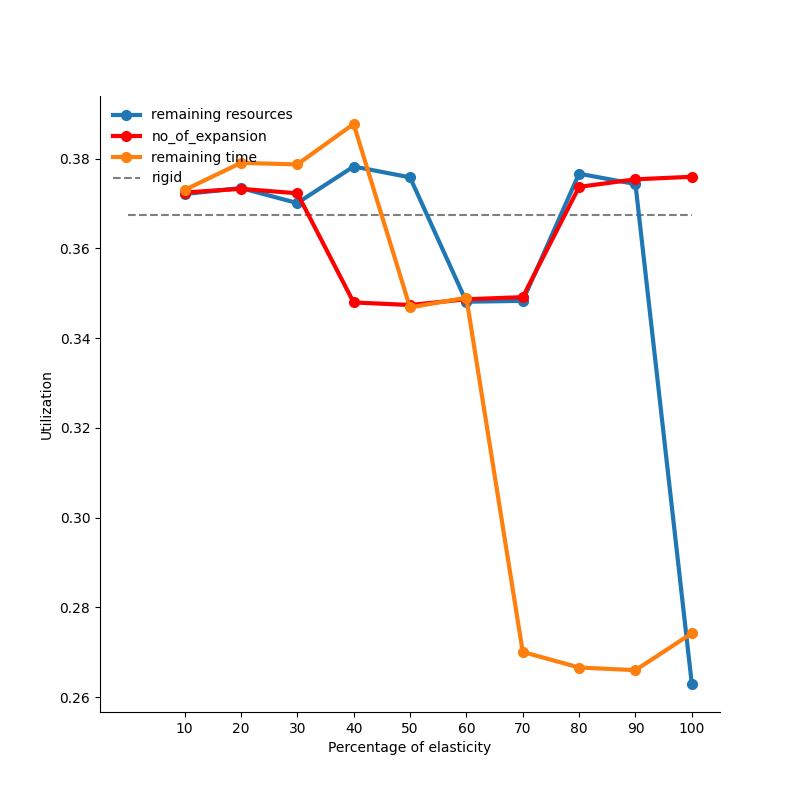 remaining resources
no_of_expansion
remaining time
rigid
0.38
0.36
0.34
0.32
0.30
0.28
0.26
Utilization
10 20 30 40 50 60 70 80 90 100
Percentage of elasticity